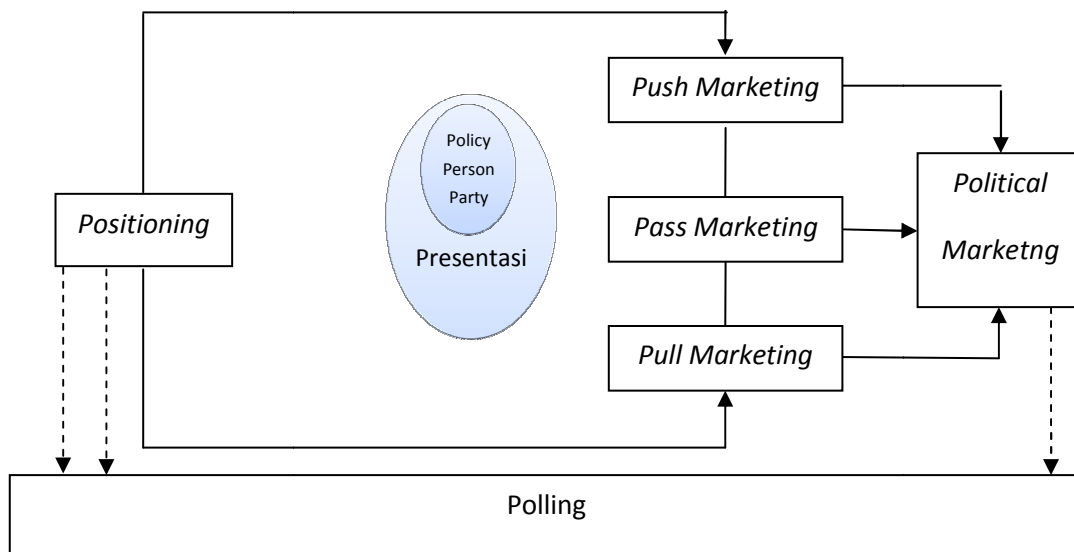 Push Marketing
Policy
Person
Party
Presentasi
Positioning
Pass Marketing
Political
Marketng
Pull Marketing
Polling